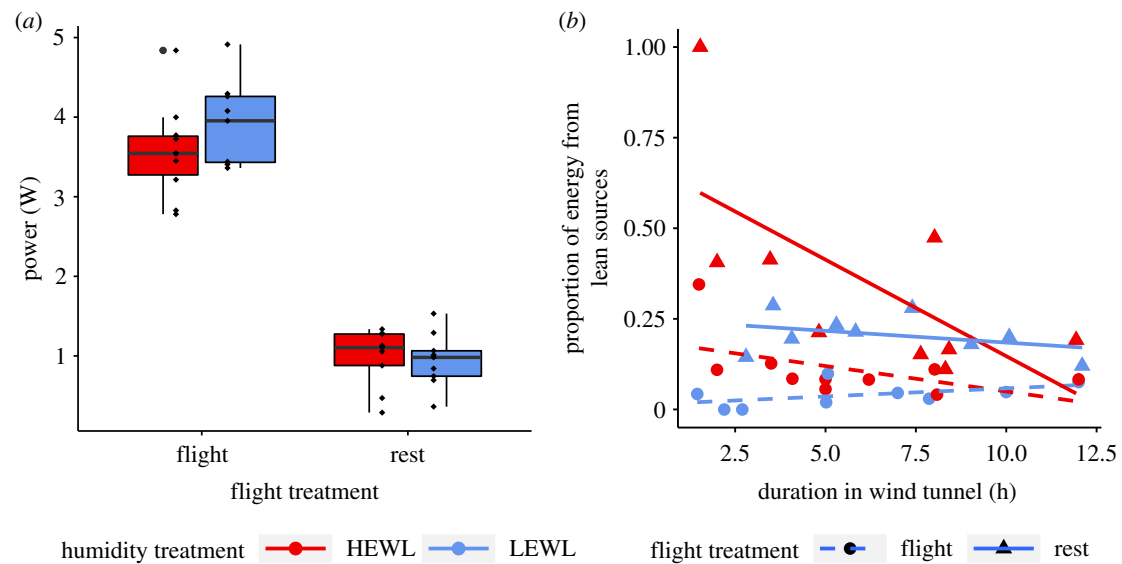 (a)
5
4
3
2
1
power (W)
flight
rest
flight treatment
(b)
1.00
0.75
0.50
0.25
0
proportion of energy from
lean sources
2.5 5.0 7.5 10.0 12.5
duration in wind tunnel (h)
humidity treatment HEWL LEWL
flight treatment flight rest